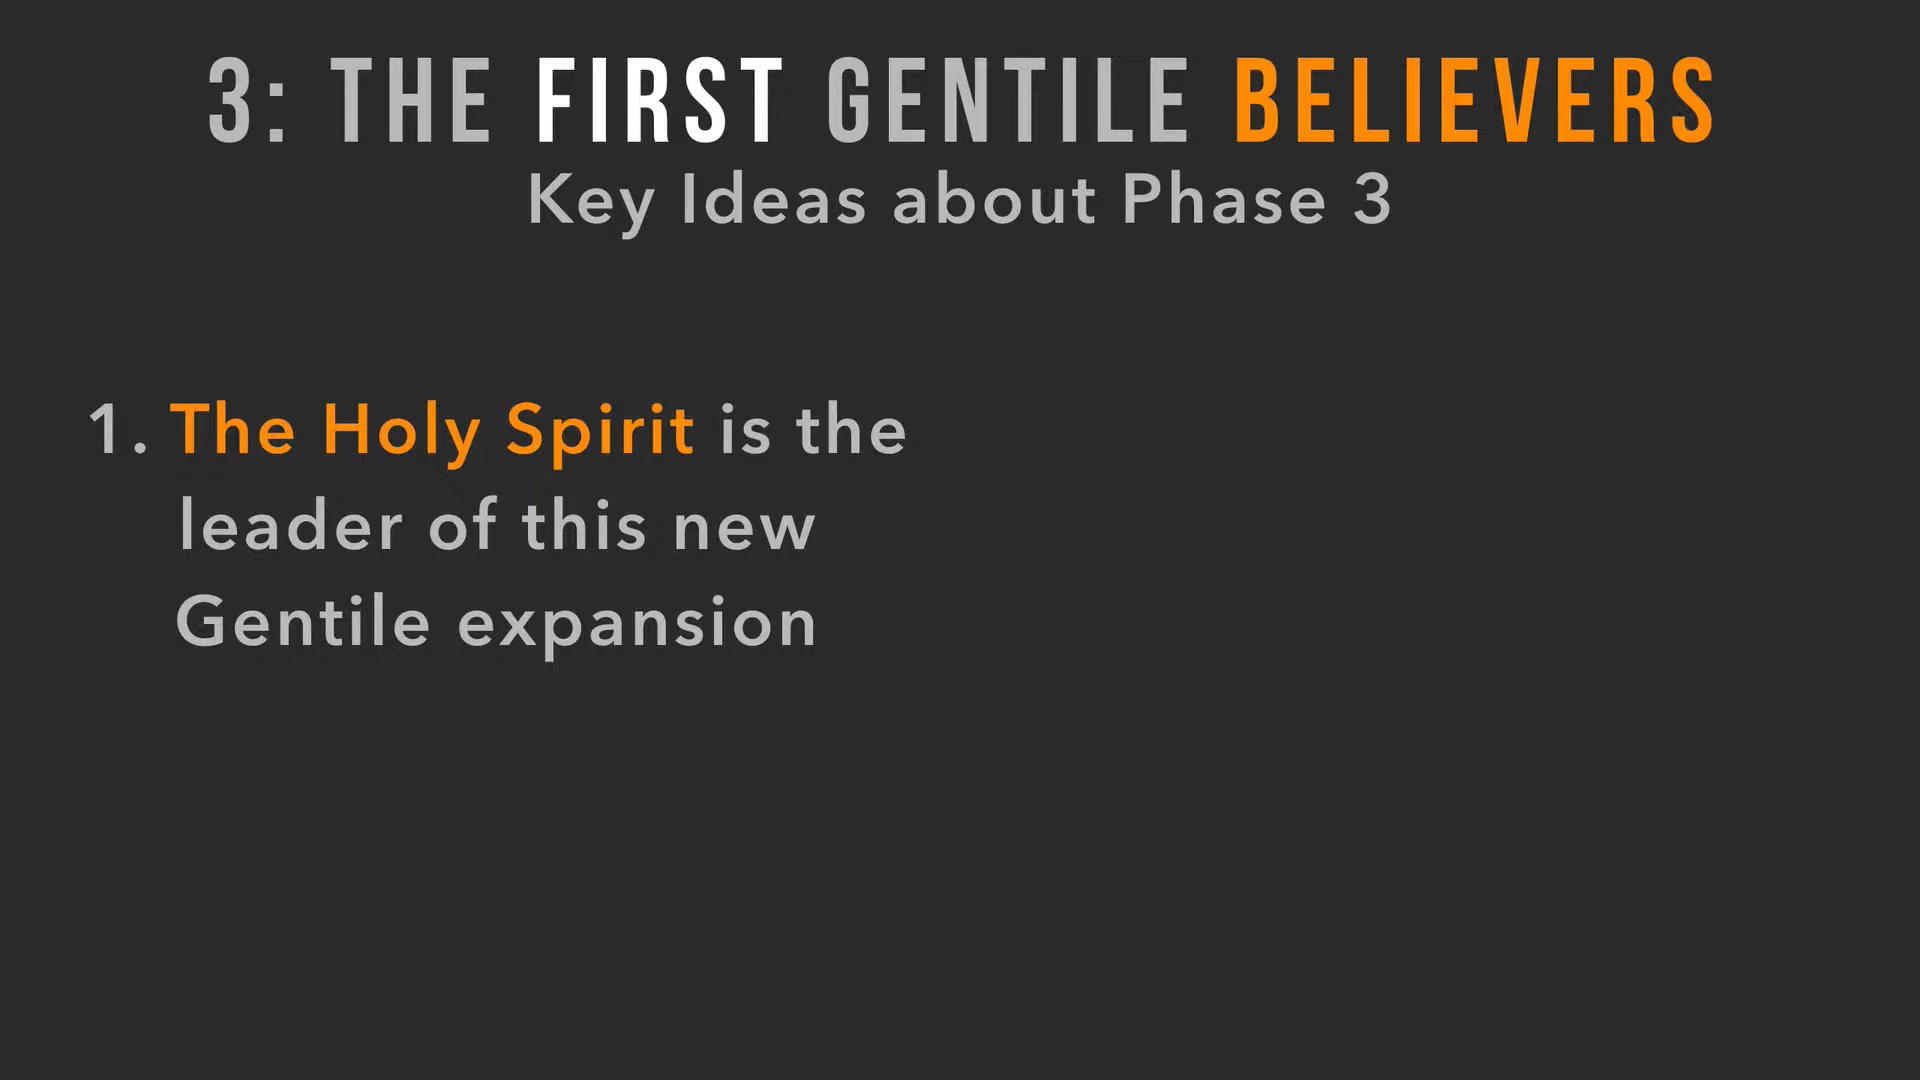 3: THE FIRST GENTILE BELIEVERS
Key Ideas about Phase 3
1. The Holy Spirit is the
leader of this new
Gentile expansion